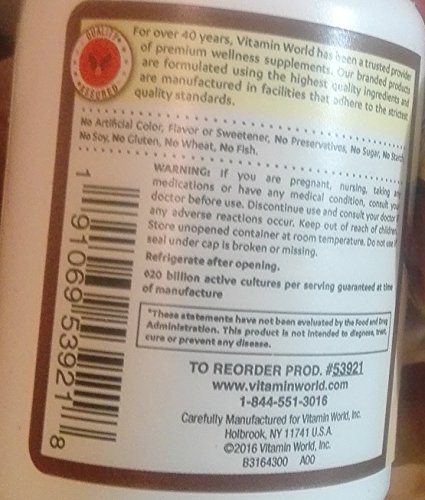 QUALITY
ASSURED
For over 40 years, Vitamin World has been a trusted provider
of premium wellness supplements. Our branded products
are formulated using the highest quality ingredients and
are manufactured in facilities that adhere to the strictest
quality standards.
No Artificial Color, Flavor or Sweetener, No Preservatives, No Sugar, No Starch,
No Soy, No Gluten, No Wheat, No Fish.
WARNING: If you are pregnant, nursing, taking any
medications or have any medical condition, consult your
doctor before use. Discontinue use and consult your doctor if
any adverse reactions occur. Keep out of reach of children.
Store unopened container at room temperature. Do not use if
seal under cap is broken or missing.
Refrigerate after opening.
¢20 billion active cultures per serving guaranteed at time
of manufacture
*These statements have not been evaluated by the Food and Drug
Administration. This product is not intended to diagnose, treat,
cure or prevent any disease.
TO REORDER PROD. #53921
www.vitaminworld.com
1-844-551-3016
Carefully Manufactured for Vitamin World, Inc.
Holbrook, NY 11741 U.S.A.
©2016 Vitamin World, Inc.
B3164300 A00
1 91069 53921 8